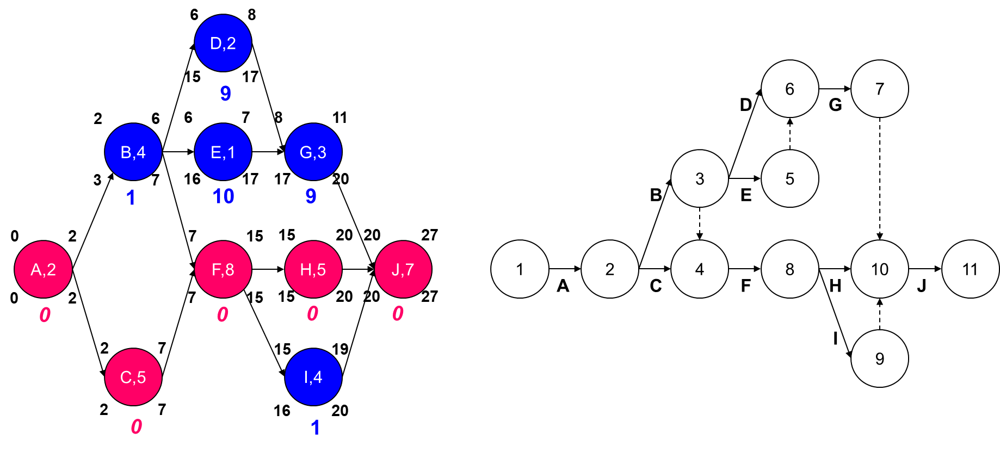 6 8
D,2
15 17
9
2 6
B,4
3 7
1
6 7
E,1
16 17
10
8 11
G,3
17 20
9
0 2
A,2
0 2
0
7 15
F,8
7 15
0
15 20
H,5
15 20
0
20 27
J,7
20 27
0
2 7
C,5
2 7
0
15 19
I,4
16 20
1
6
7
D
G
3
5
B
E
1
2
4
8
10
11
A
C
F
H
J
I
9